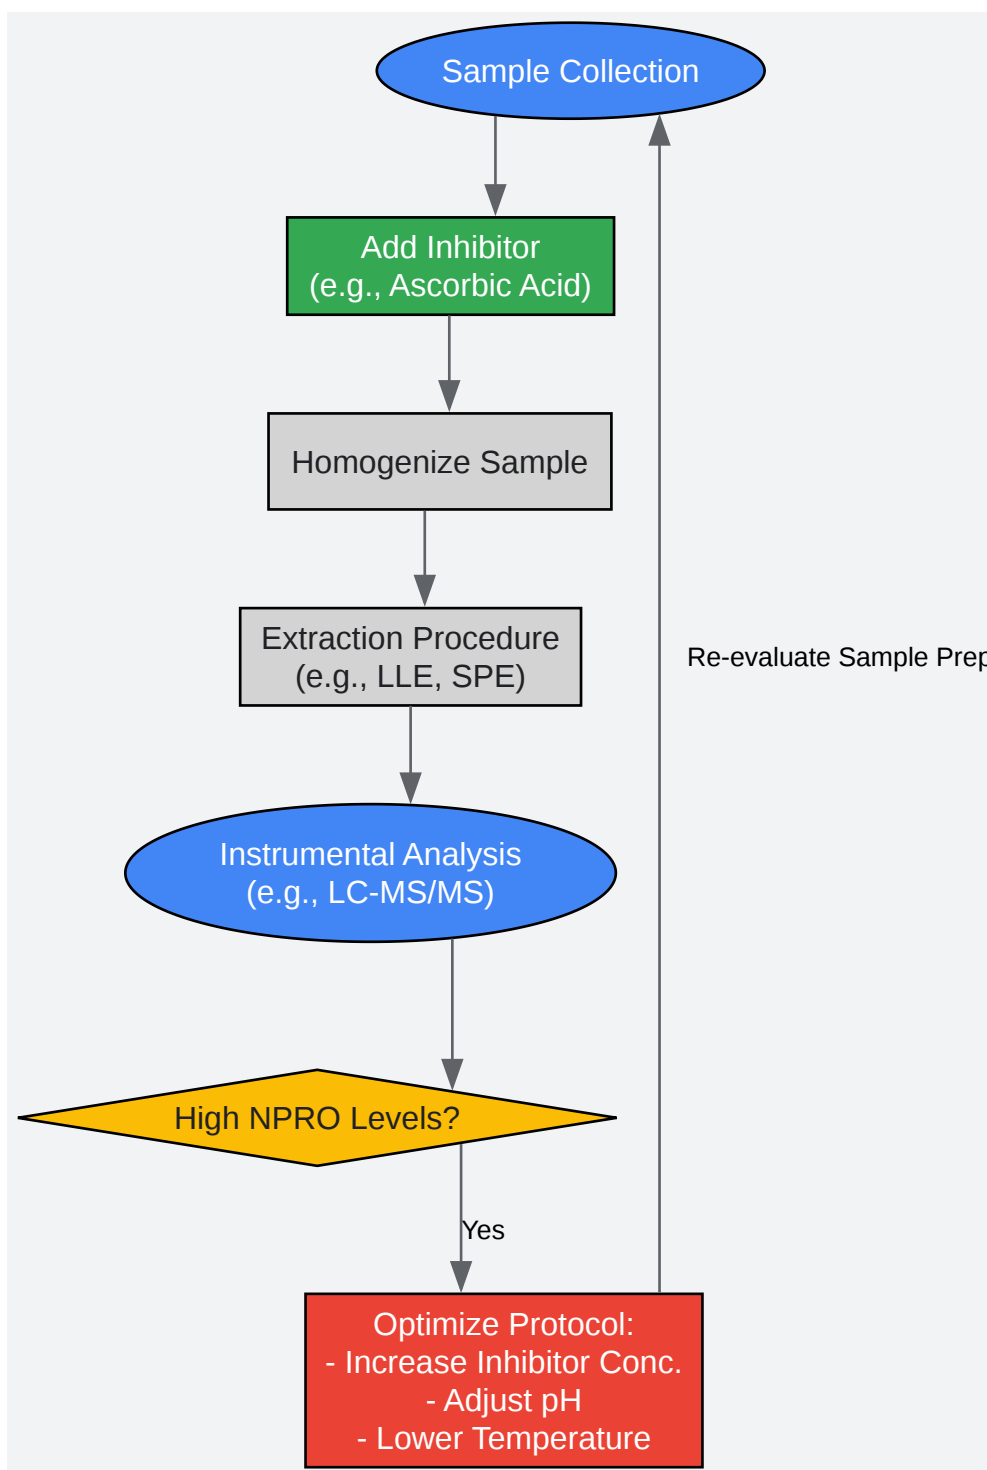 Sample Collection
Add Inhibitor
(e.g., Ascorbic Acid)
Homogenize Sample
Extraction Procedure
(e.g., LLE, SPE)
Re-evaluate Sample Prep
Instrumental Analysis
(e.g., LC-MS/MS)
High NPRO Levels?
Yes
Optimize Protocol:
- Increase Inhibitor Conc.
- Adjust pH
- Lower Temperature